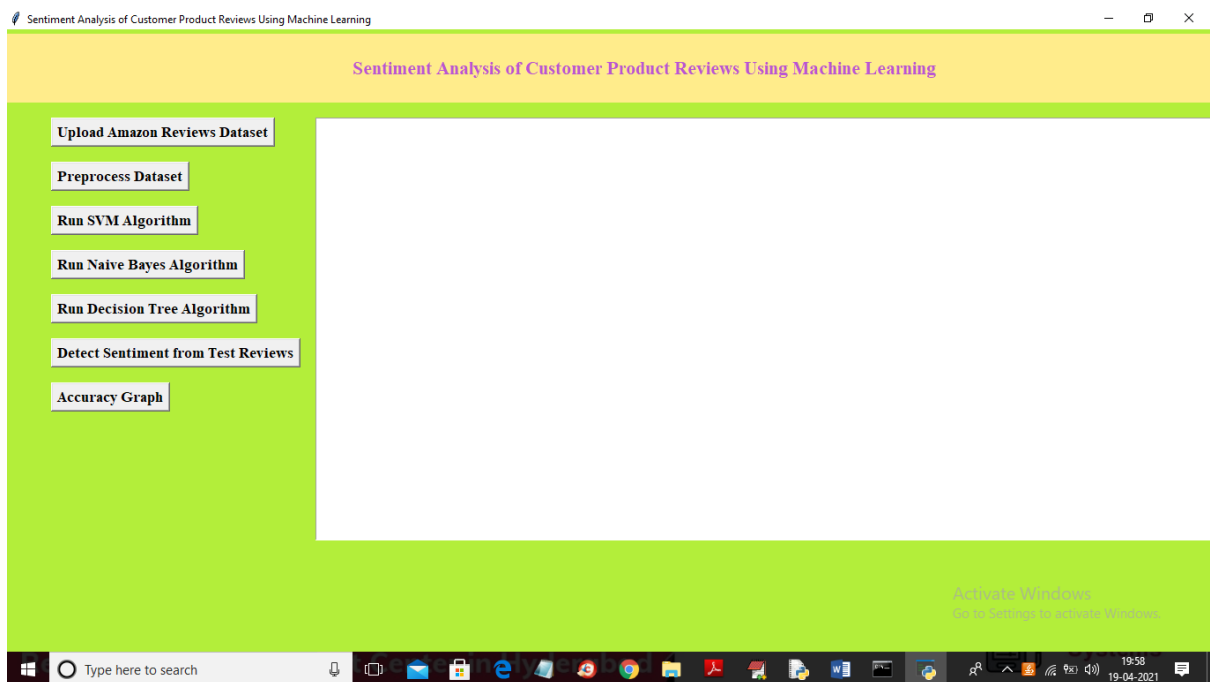 Sentiment Analysis of Customer Product Reviews Using Machine Learning
Sentiment Analysis of Customer Product Reviews Using Machine Learning
Upload Amazon Reviews Dataset
Preprocess Dataset
Run SVM Algorithm
Run Naive Bayes Algorithm
Run Decision Tree Algorithm
Detect Sentiment from Test Reviews
Accuracy Graph
Activate Windows
Go to Settings to activate Windows.
Type here to search
19:58
19-04-2021